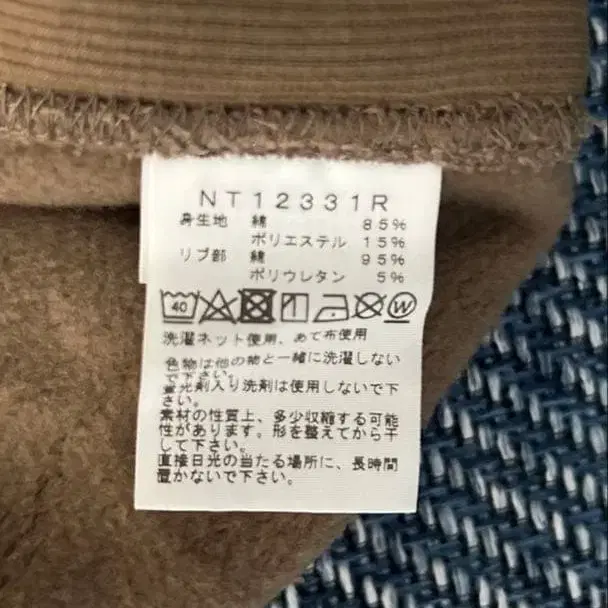 NT12331R
身生地 綿 85%
ポリエステル 15%
リブ部 綿 95%
ポリウレタン 5%
40 W
洗濯ネット使用、あて布使用
色物は他の物と一緒に洗濯しない
で下さい。
蛍光剤入り洗剤は使用しないで下
さい。
素材の性質上、多少収縮する可能
性があります。形を整えてから干
して下さい。
直接日光の当たる場所に、長時間
置かないで下さい。